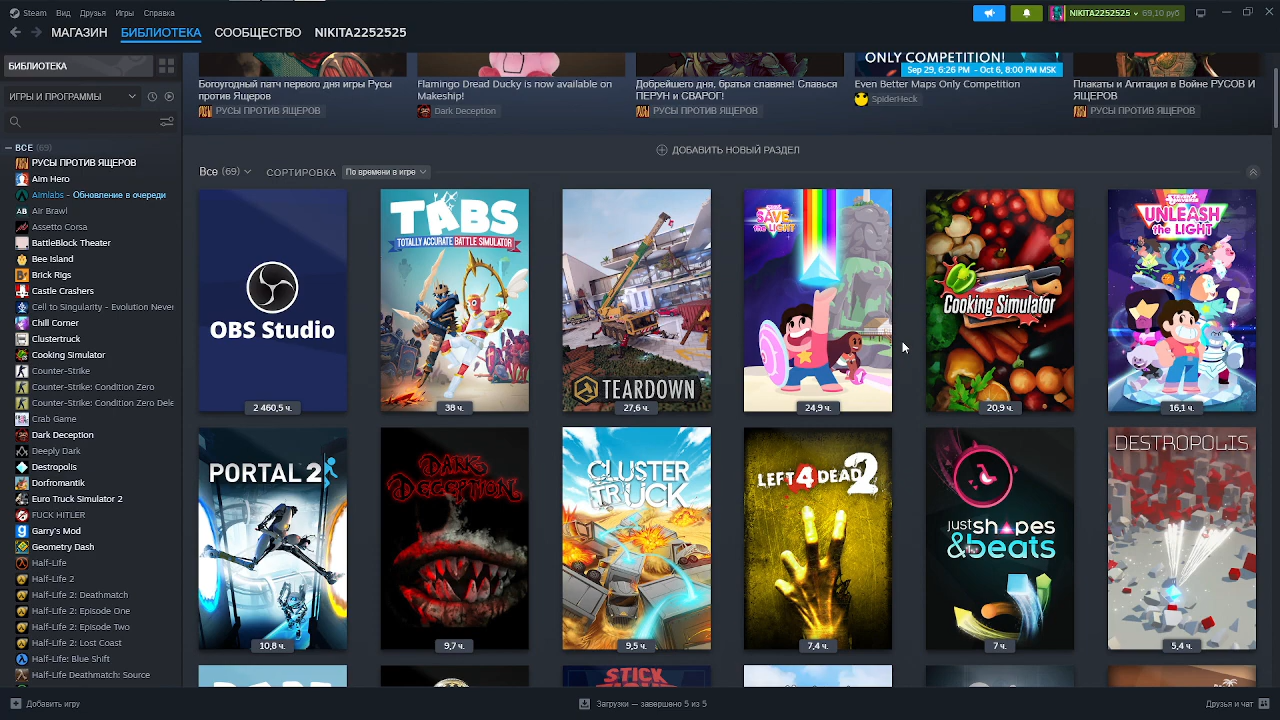 Steam Вид Друзья Игры Справка
NIKITA2252525 69,10 руб
МАГАЗИН БИБЛИОТЕКА СООБЩЕСТВО NIKITA2252525
БИБЛИОТЕКА
ИГРЫ И ПРОГРАММЫ
ВСЕ (69)
РУСЫ ПРОТИВ ЯЩЕРОВ
Aim Hero
Aimlabs - Обновление в очереди
Air Brawl
Assetto Corsa
Battle Grandmaster
Bee Island
Brick Rigs
Castle Crashers
Cell to Singularity - Evolution Never
Chill Corner
Clustertruck
Cooking Simulator
Counter-Strike
Counter-Strike: Condition Zero
Counter-Strike: Condition Zero Dele
Crab Game
Dark Deception
Deeply Dark
Destropolis
Dorfromantik
Euro Truck Simulator 2
FUCK HITLER
Garry's Mod
Geometry Dash
Half-Life
Half-Life 2
Half-Life 2: Deathmatch
Half-Life 2: Episode One
Half-Life 2: Episode Two
Half-Life 2: Lost Coast
Half-Life: Blue Shift
Half-Life Deathmatch: Source
Богоугодный патч первого дня игры Русы
против Ящеров
РУСЫ ПРОТИВ ЯЩЕРОВ
Flamingo Dread Ducky is now available on
Makeship!
Dark Deception
Добрейшего дня, братья славяне! Славься
ПЕРУН и СВАРОГ!
РУСЫ ПРОТИВ ЯЩЕРОВ
ONLY COMPETITION!
Sep 29, 6:26 PM - Oct 6, 8:00 PM MSK
Even Better Maps Only Competition
SpiderHeck
Плакаты и Агитация в Войне РУСОВ И
ЯЩЕРОВ
РУСЫ ПРОТИВ ЯЩЕРОВ
ДОБАВИТЬ НОВЫЙ РАЗДЕЛ
Все (69) СОРТИРОВКА По времени в игре
OBS Studio
2 460,5 ч.
TABS
TOTALLY ACCURATE BATTLE SIMULATOR
38 ч.
TEARDOWN
27,6 ч.
SAVE
the LIGHT
24,9 ч.
Cooking Simulator
20,9 ч.
UNLEASH
the LIGHT
16,1 ч.
PORTAL 2
10,8 ч.
DARK
DECEPTION
9,7 ч.
CLUSTER
TRUCK
9,5 ч.
LEFT 4 DEAD 2
7,4 ч.
just shapes
&beats
7 ч.
DESTROPOLIS
5,4 ч.
STICK
Добавить игру
Загрузки — завершено 5 из 5
Друзья и чат